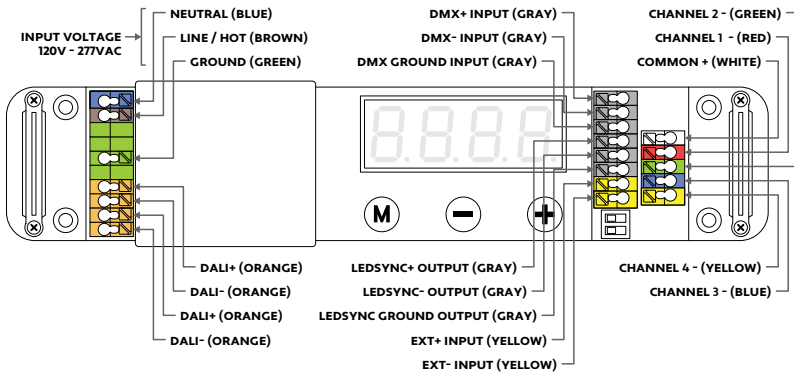 NEUTRAL (BLUE)
INPUT VOLTAGE
120V - 277VAC
LINE / HOT (BROWN)
GROUND (GREEN)
DMX+ INPUT (GRAY)
DMX- INPUT (GRAY)
DMX GROUND INPUT (GRAY)
CHANNEL 2 - (GREEN)
CHANNEL 1 - (RED)
COMMON + (WHITE)
8.8.8.8.
M
DALI+ (ORANGE)
DALI- (ORANGE)
DALI+ (ORANGE)
DALI- (ORANGE)
LEDSYNC+ OUTPUT (GRAY)
LEDSYNC- OUTPUT (GRAY)
LEDSYNC GROUND OUTPUT (GRAY)
EXT+ INPUT (YELLOW)
EXT- INPUT (YELLOW)
CHANNEL 4 - (YELLOW)
CHANNEL 3 - (BLUE)